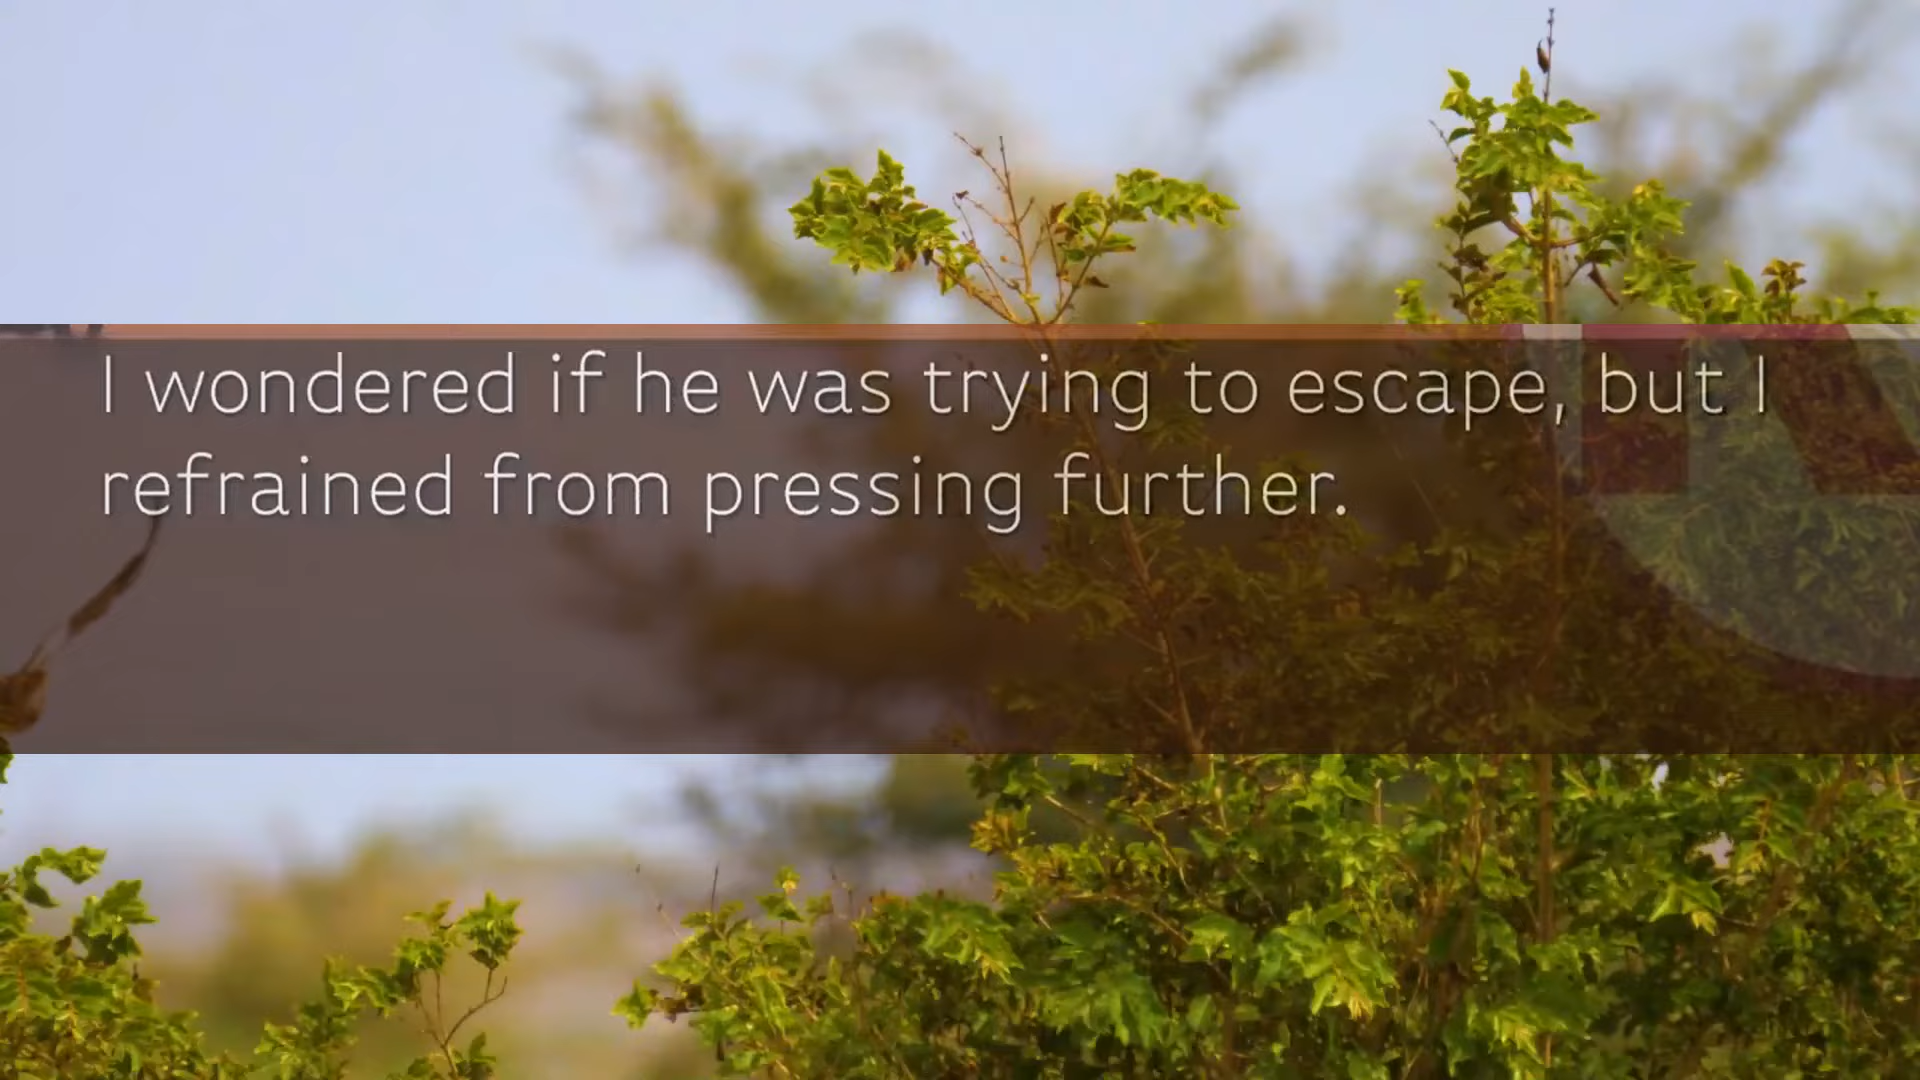 I wondered if he was trying to escape, but I
refrained from pressing further.